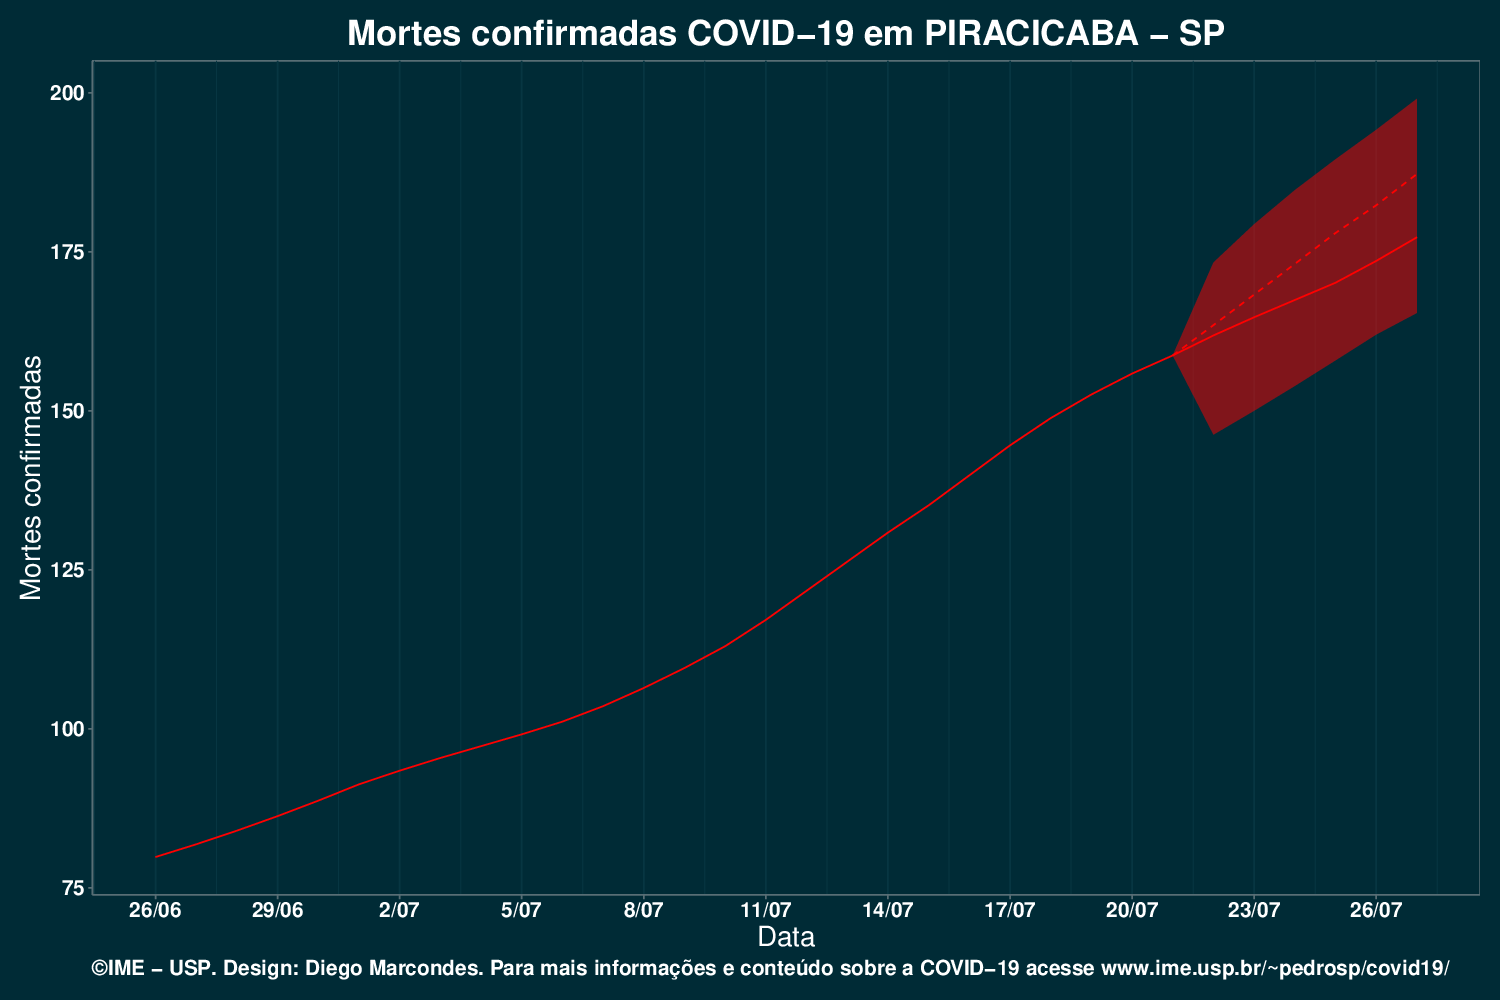 Mortes confirmadas COVID−19 em PIRACICABA − SP
Mortes confirmadas
200
175
150
125
100
75
26/06 29/06 2/07 5/07 8/07 11/07 14/07 17/07 20/07 23/07 26/07
Data
©IME − USP. Design: Diego Marcondes. Para mais informações e conteúdo sobre a COVID−19 acesse www.ime.usp.br/~pedrosp/covid19/